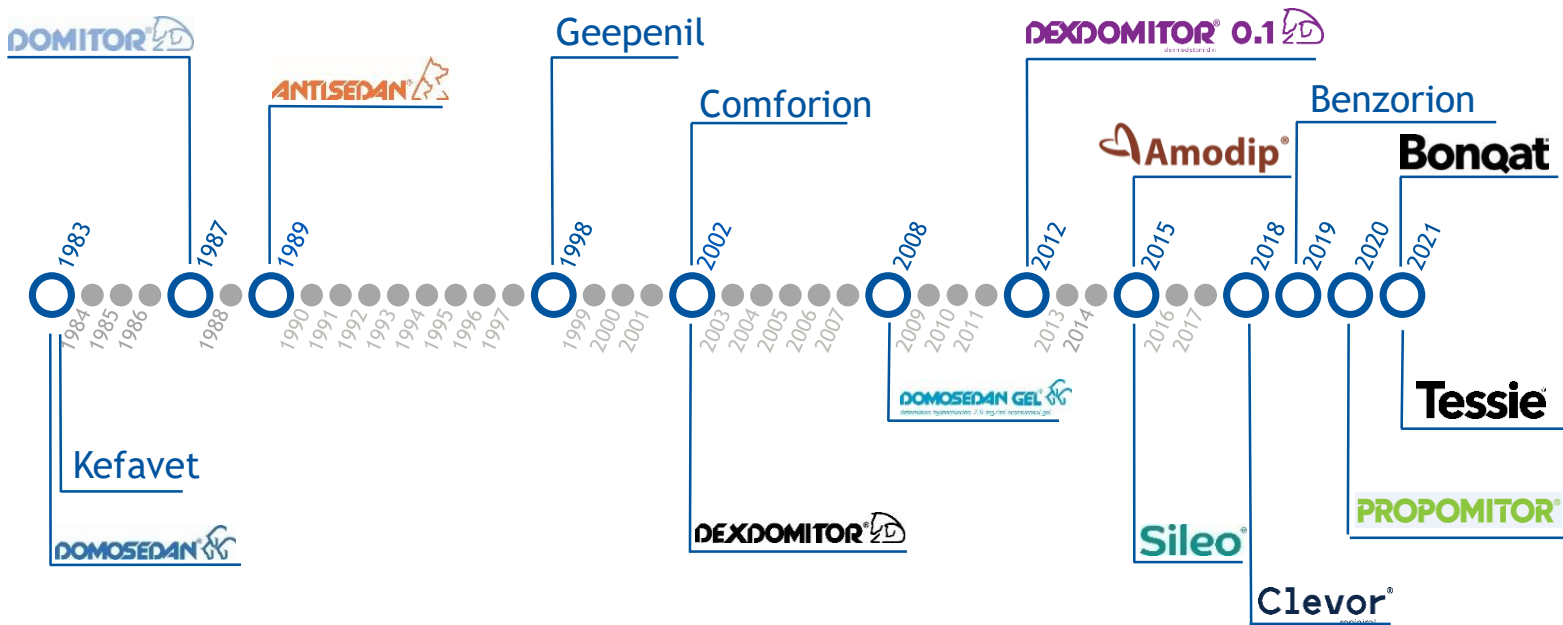 DOMITOR®
ANTISEDAN®
Geepenil
Comforion
DEXDOMITOR® 0.1
Amodip®
Benzorion
Bonqat
1983
1984
1985
1986
1987
1988
1989
1990
1991
1992
1993
1994
1995
1996
1997
1998
1999
2000
2001
2002
2003
2004
2005
2006
2007
2008
2009
2010
2011
2012
2013
2014
2015
2016
2017
2018
2019
2020
2021
Kefavet
DOMOSEDAN®
DEXDOMITOR®
DOMOSEDAN GEL®
Sileo®
Clevor®
PROPOMITOR®
Tessie